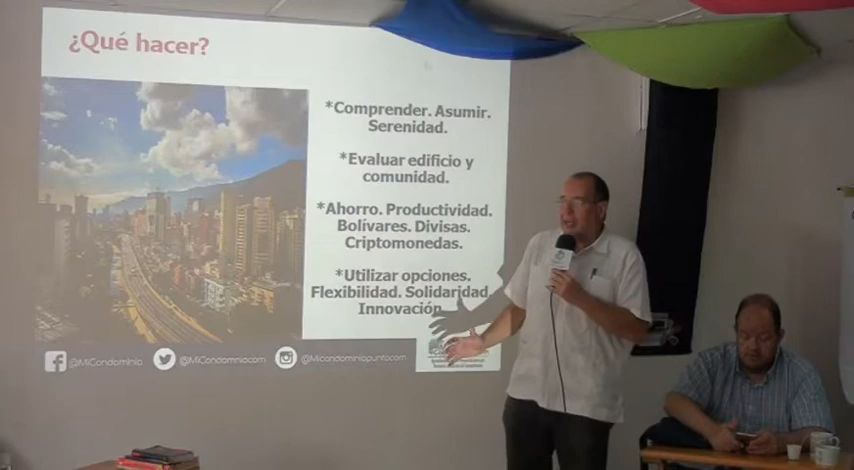 ¿Qué hacer?
*Comprender. Asumir.
Serenidad.
*Evaluar edificio y
comunidad.
*Ahorro. Productividad.
Bolívares. Divisas.
Criptomonedas.
*Utilizar opciones.
Flexibilidad. Solidaridad.
Innovación
@MiCondominio
@MiCondominiocom
@Micondominiopuntocom